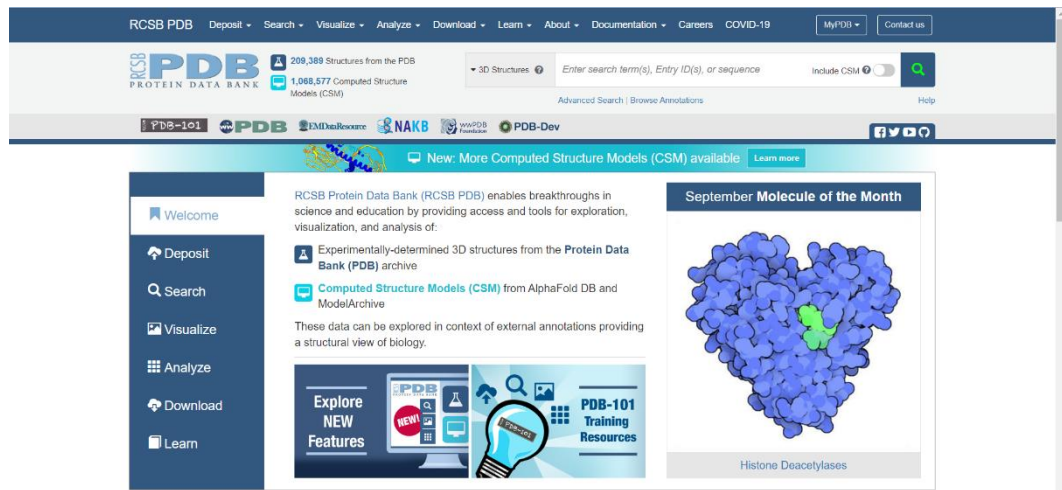 RCSB PDB Deposit Search Visualize Analyze Download Learn About Documentation Careers COVID-19 MyPDB Contact us
RCSB
PDB
PROTEIN DATA BANK
209,389 Structures from the PDB
1,068,577 Computed Structure
Models (CSM)
3D Structures Enter search term(s), Entry ID(s), or sequence Include CSM
Advanced Search | Browse Annotations Help
PDB-101 PDB EMDataResource NAKB wwPDB Foundation PDB-Dev
New: More Computed Structure Models (CSM) available Learn more
Welcome
Deposit
Search
Visualize
Analyze
Download
Learn
RCSB Protein Data Bank (RCSB PDB) enables breakthroughs in
science and education by providing access and tools for exploration,
visualization, and analysis of:
Experimentally-determined 3D structures from the Protein Data
Bank (PDB) archive
Computed Structure Models (CSM) from AlphaFold DB and
ModelArchive
These data can be explored in context of external annotations providing
a structural view of biology.
Explore
NEW
Features
PDB
NEW!
PDB-101
PDB-101
Training
Resources
September Molecule of the Month
Histone Deacetylases